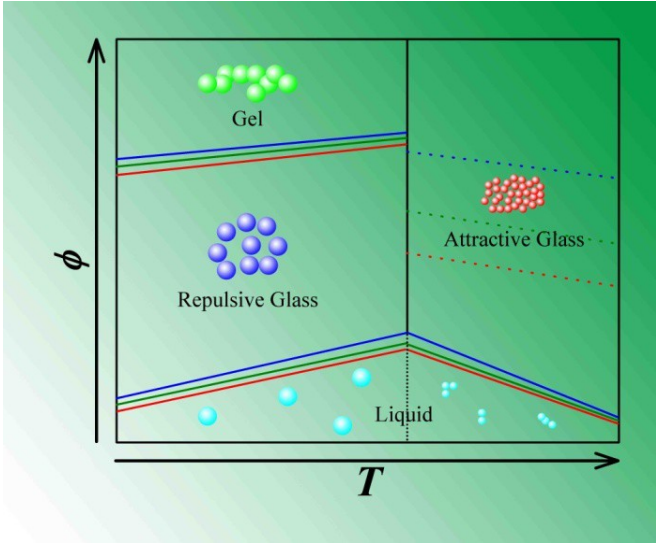 Gel
Attractive Glass
ϕ
Repulsive Glass
Liquid
T